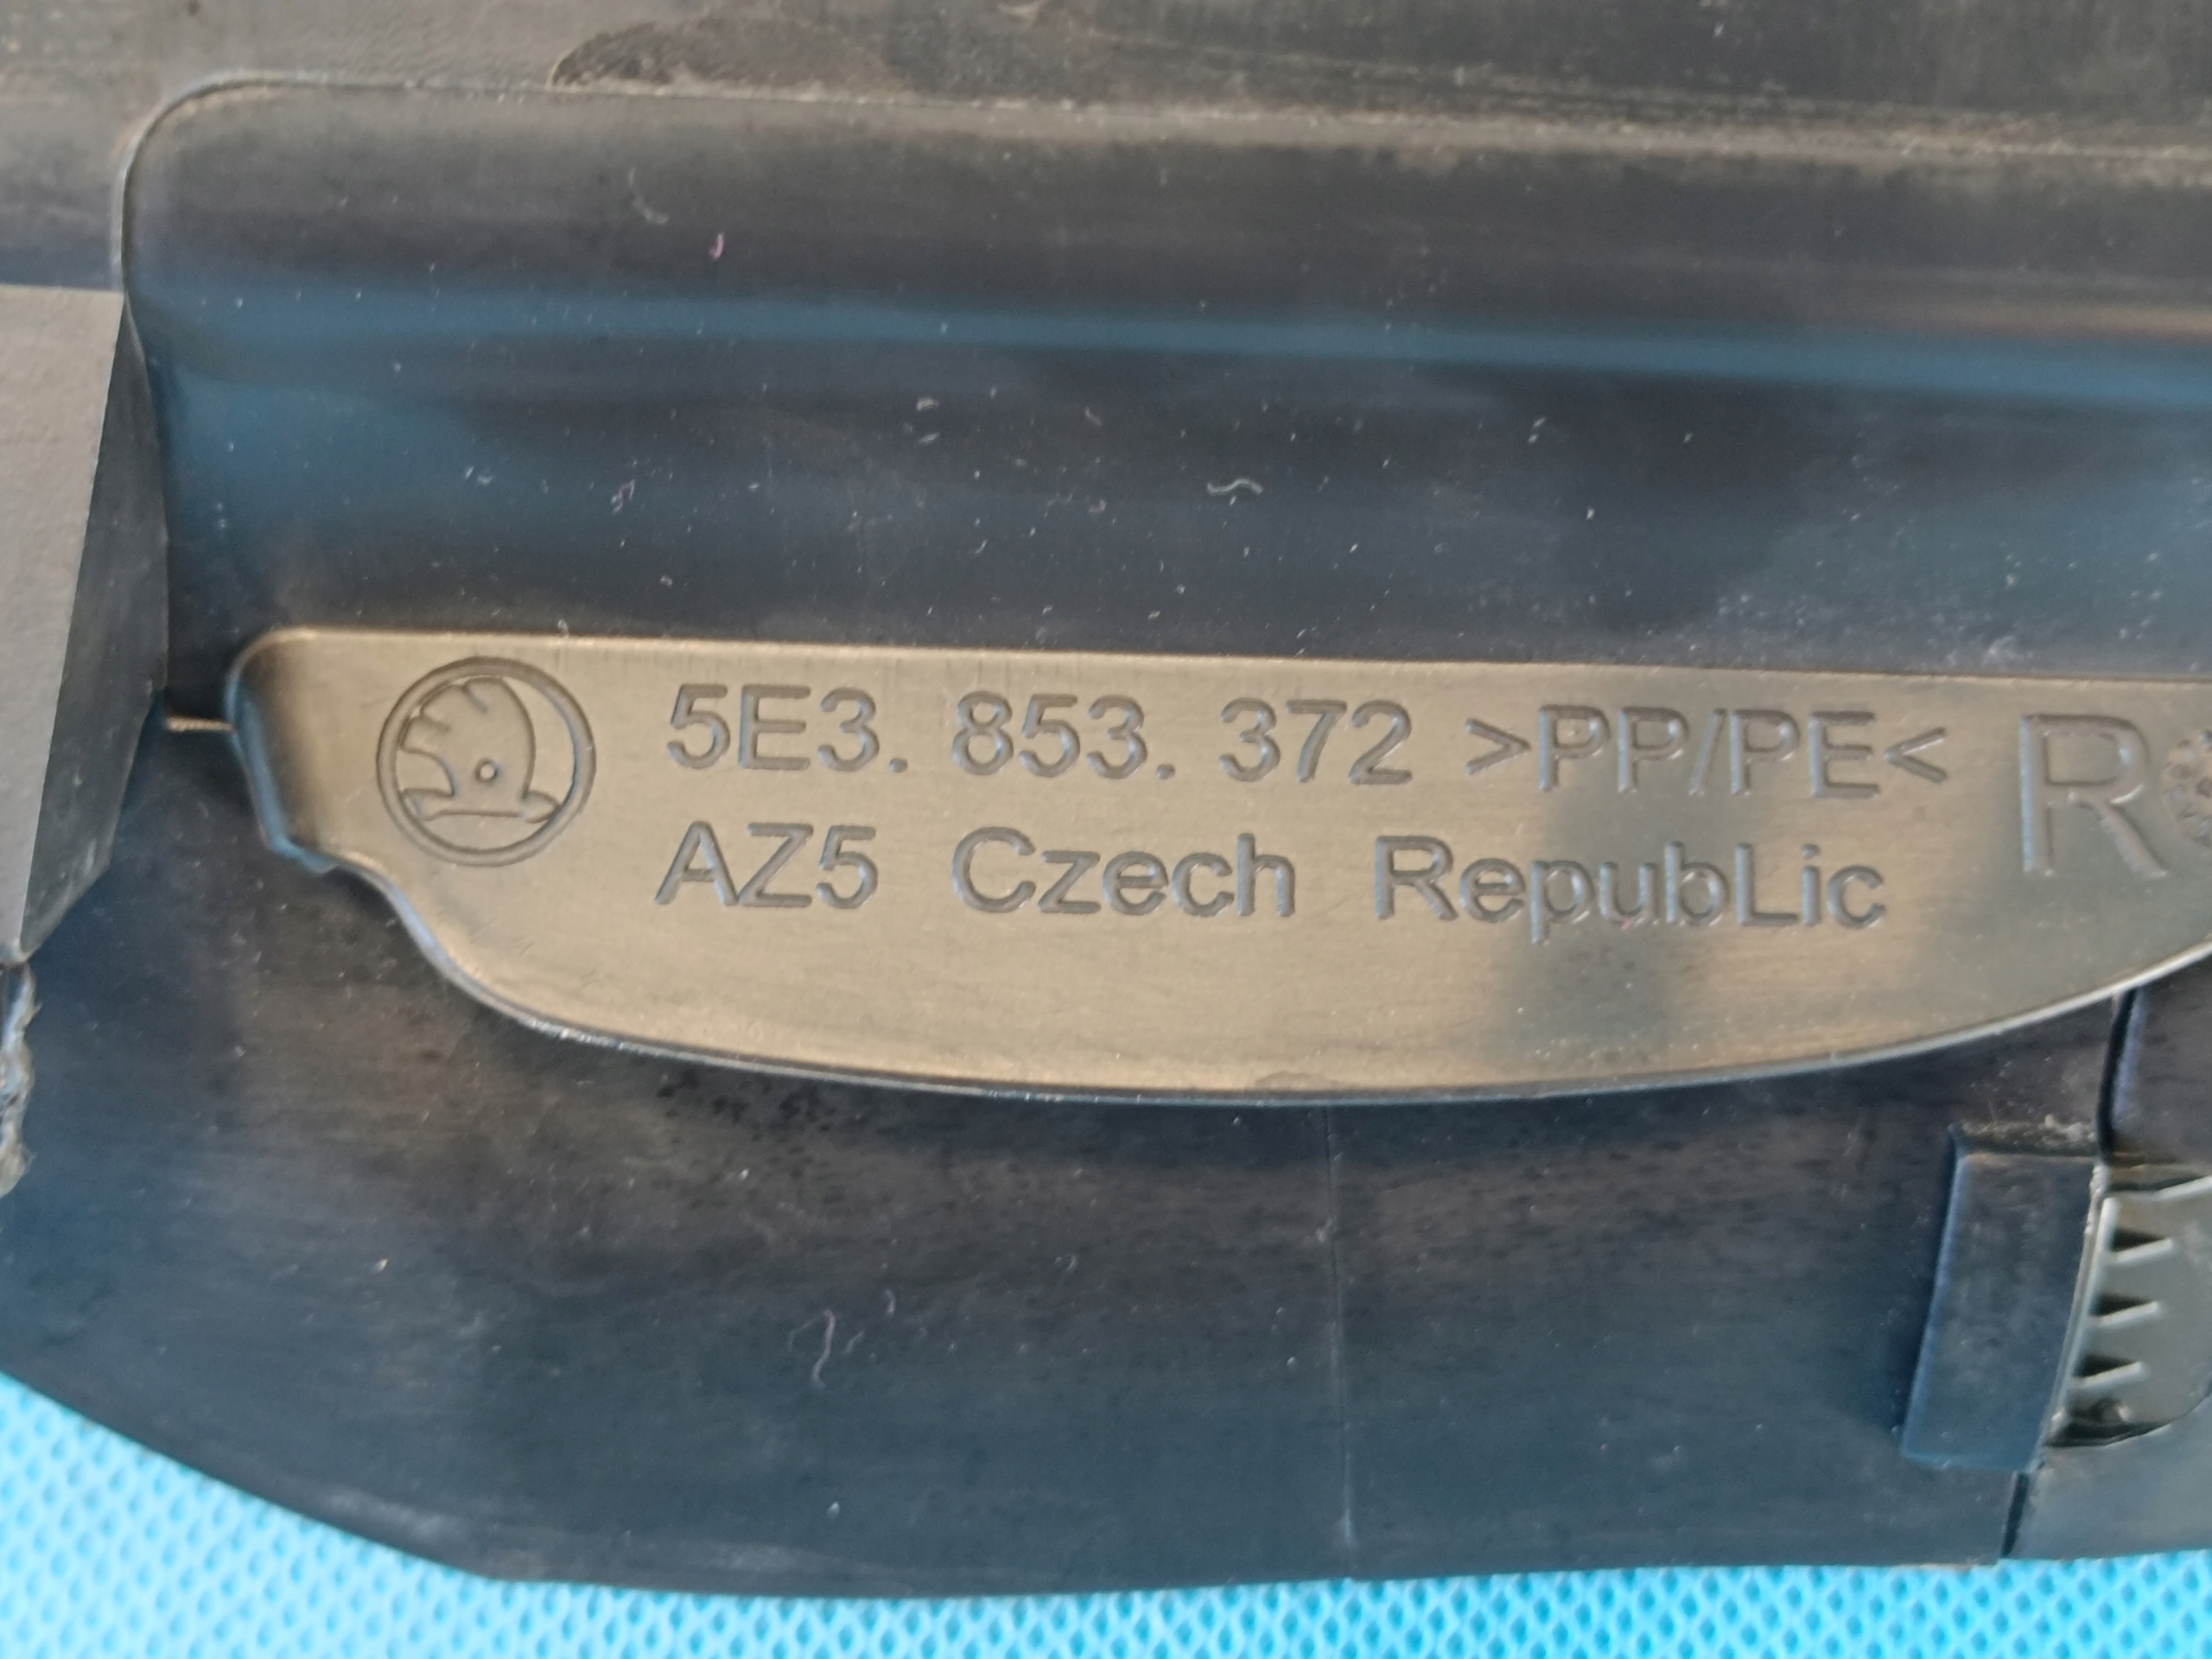 5E3. 853. 372 >PP/PE< R
AZ5 Czech RepubLic